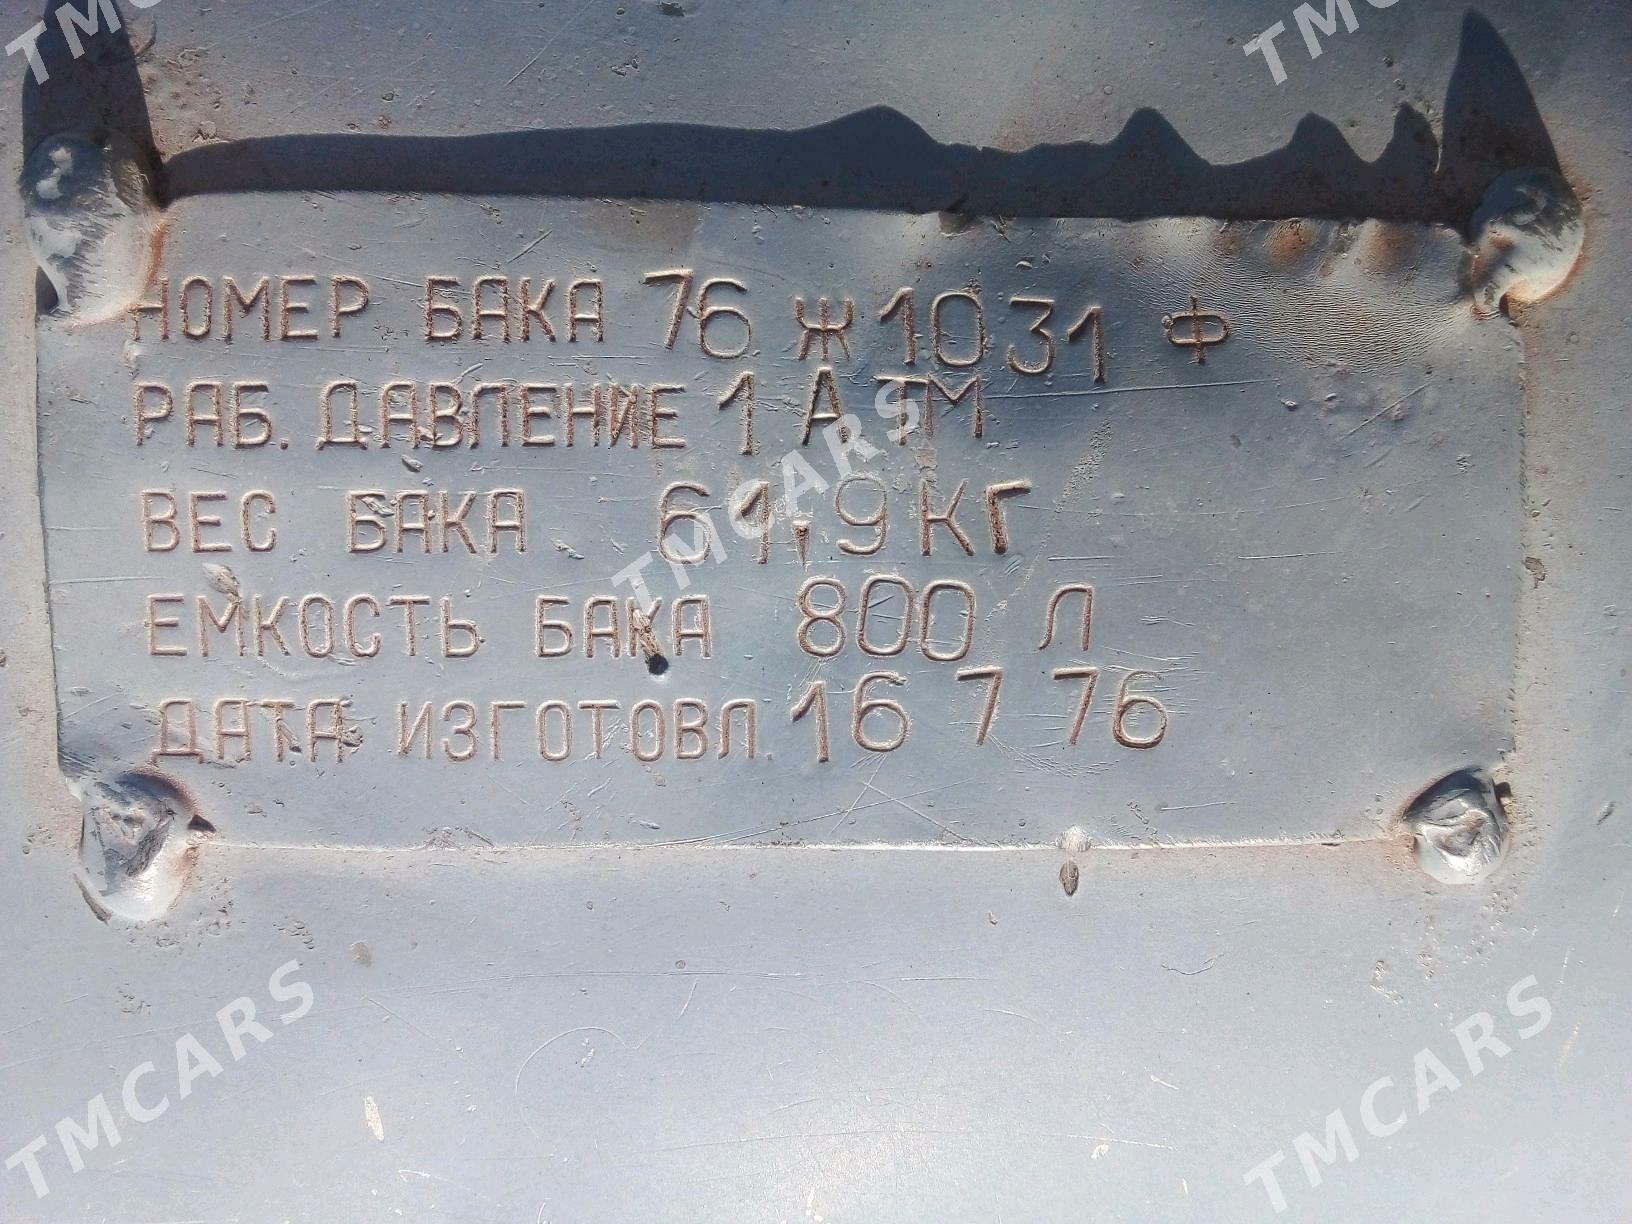 TMCARS
TMCARS
НОМЕР БАКА 76 Ж 1031 Ф
РАБ. ДАВЛЕНИЕ 1 АТМ
TMCARS
ВЕС БАКА 61,9 КГ
ЕМКОСТЬ БАКА 800 Л
ДАТА ИЗГОТОВЛ. 16 7 76
TMCARS
TMCARS